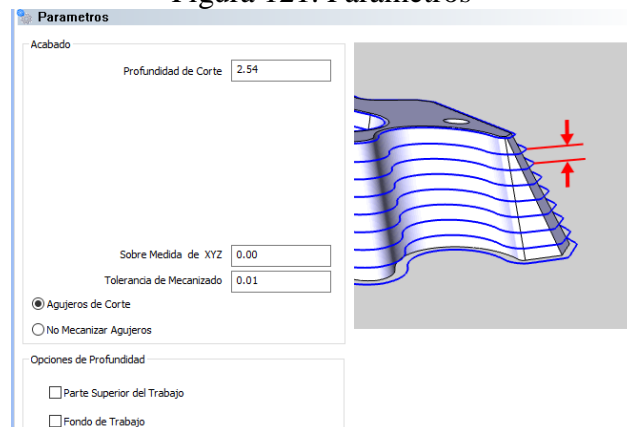 Figura 121. Parámetros
Parametros
Acabado
Profundidad de Corte 2.54
Sobre Medida de XYZ 0.00
Tolerancia de Mecanizado 0.01
Agujeros de Corte
No Mecanizar Agujeros
Opciones de Profundidad
Parte Superior del Trabajo
Fondo de Trabajo